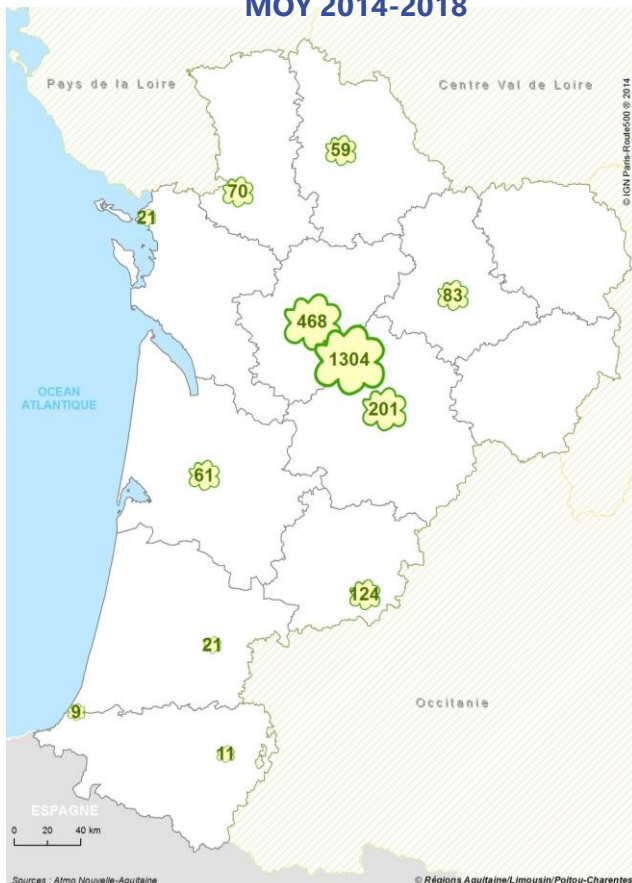 MOY 2014-2018
Pays de la Loire
Centre Val de Loire
© IGN Paris-Route500 ® 2014
59
70
21
83
468
1304
OCEAN
ATLANTIQUE
201
61
124
21
Occitanie
9
11
ESPAGNE
0 20 40 km
Sources : Atmo Nouvelle-Aquitaine
© Régions Aquitaine/Limousin/Poitou-Charentes